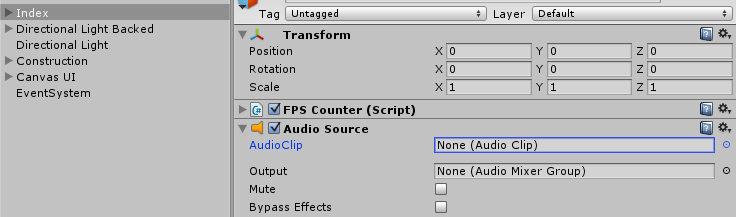 Index
Directional Light Backed
Directional Light
Construction
Canvas UI
EventSystem
Tag Untagged Layer Default
Transform
Position X 0 Y 0 Z 0
Rotation X 0 Y 0 Z 0
Scale X 1 Y 1 Z 1
FPS Counter (Script)
Audio Source
AudioClip None (Audio Clip)
Output None (Audio Mixer Group)
Mute
Bypass Effects